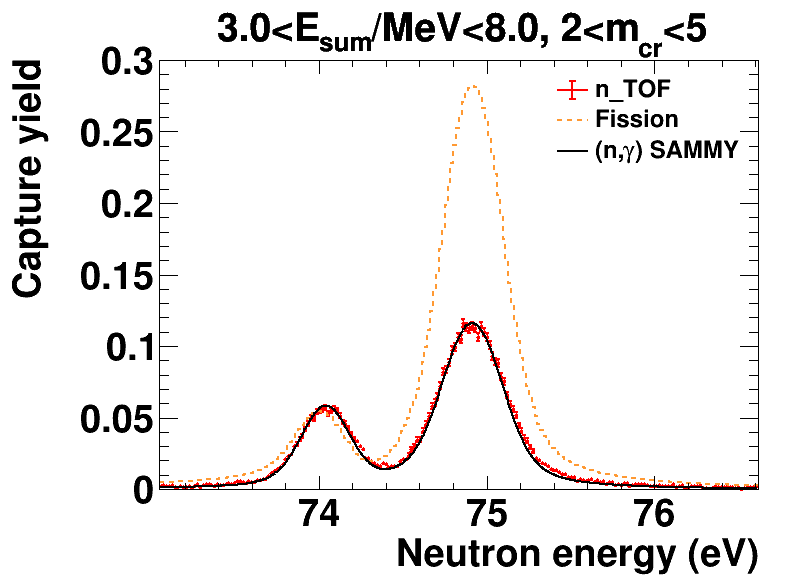 3.0<E_sum/MeV<8.0, 2<m_cr<5
Capture yield
0.3
0.25
0.2
0.15
0.1
0.05
0
n_TOF
Fission
(n,γ) SAMMY
74 75 76
Neutron energy (eV)